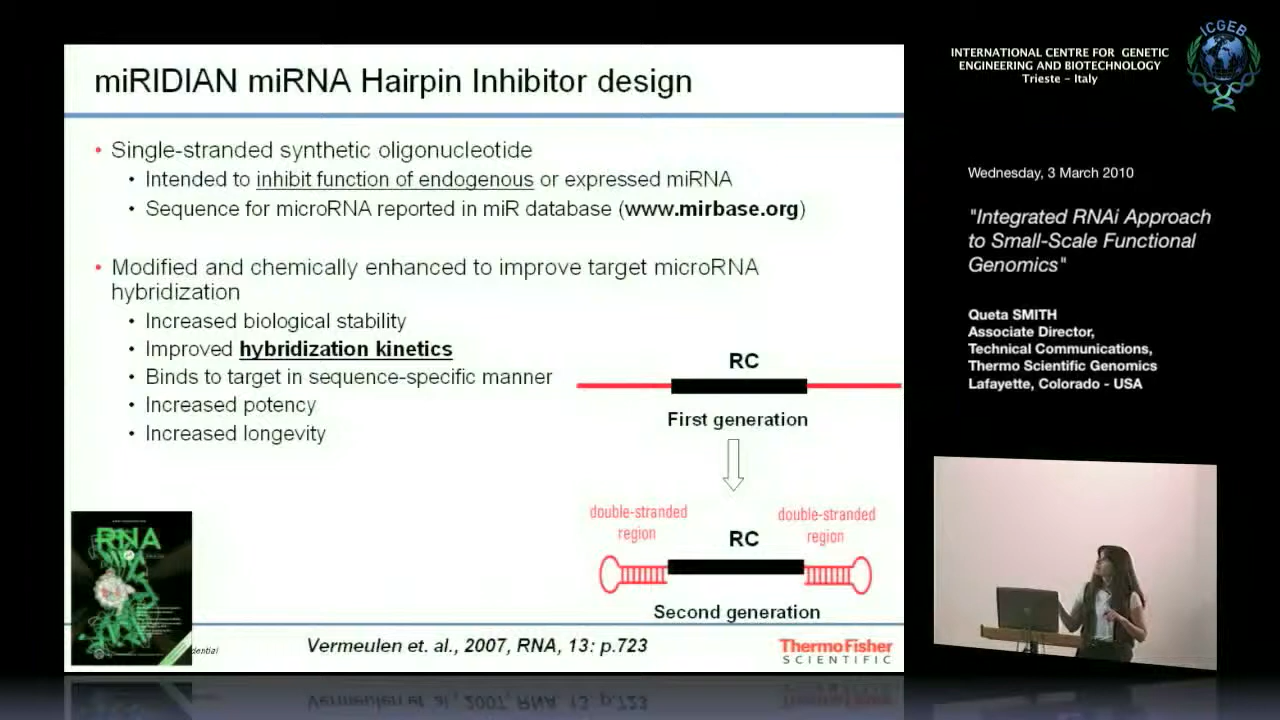 miRIDIAN miRNA Hairpin Inhibitor design
• Single-stranded synthetic oligonucleotide
• Intended to inhibit function of endogenous or expressed miRNA
• Sequence for microRNA reported in miR database (www.mirbase.org)
• Modified and chemically enhanced to improve target microRNA
hybridization
• Increased biological stability
• Improved hybridization kinetics
• Binds to target in sequence-specific manner
• Increased potency
• Increased longevity
RC
First generation
double-stranded
region
double-stranded
region
RC
Second generation
RNA
dential
Vermeulen et. al., 2007, RNA, 13: p.723
ThermoFisher
SCIENTIFIC
INTERNATIONAL CENTRE FOR GENETIC
ENGINEERING AND BIOTECHNOLOGY
Trieste - Italy
ICGEB
Wednesday, 3 March 2010
"Integrated RNAi Approach
to Small-Scale Functional
Genomics"
Queta SMITH
Associate Director,
Technical Communications,
Thermo Scientific Genomics
Lafayette, Colorado - USA